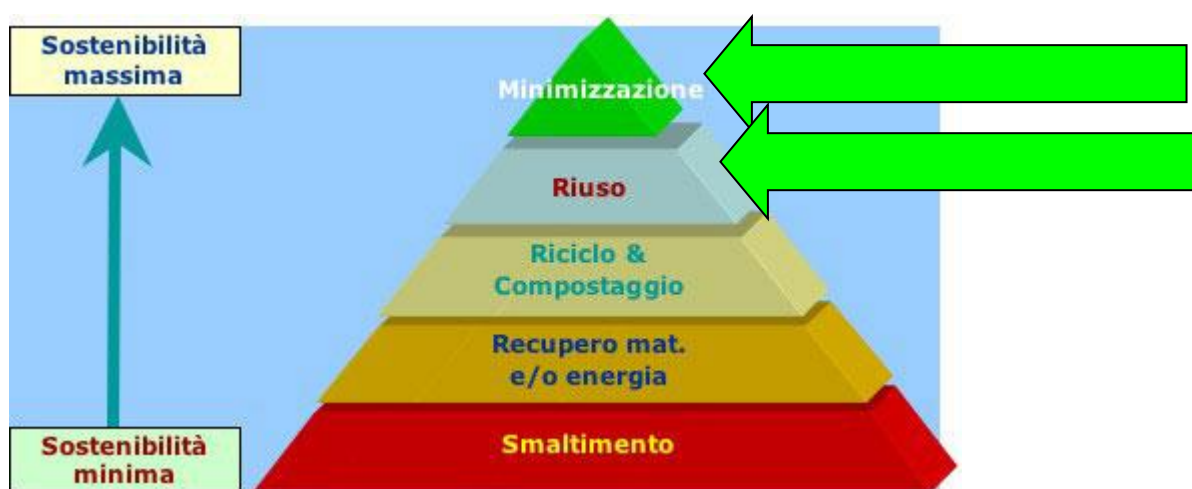 Sostenibilità
massima
Minimizzazione
Riuso
Riciclo &
Compostaggio
Recupero mat.
e/o energia
Smaltimento
Sostenibilità
minima